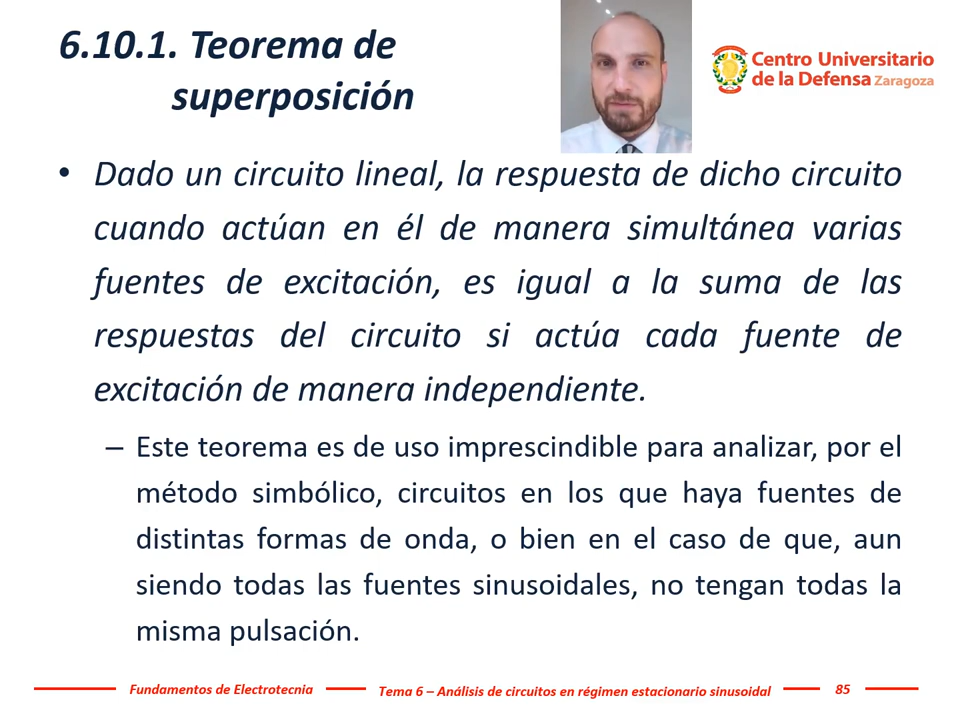 6.10.1. Teorema de
superposición
Centro Universitario
de la Defensa Zaragoza
• Dado un circuito lineal, la respuesta de dicho circuito
cuando actúan en él de manera simultánea varias
fuentes de excitación, es igual a la suma de las
respuestas del circuito si actúa cada fuente de
excitación de manera independiente.
– Este teorema es de uso imprescindible para analizar, por el
método simbólico, circuitos en los que haya fuentes de
distintas formas de onda, o bien en el caso de que, aun
siendo todas las fuentes sinusoidales, no tengan todas la
misma pulsación.
Fundamentos de Electrotecnia
Tema 6 – Análisis de circuitos en régimen estacionario sinusoidal
85